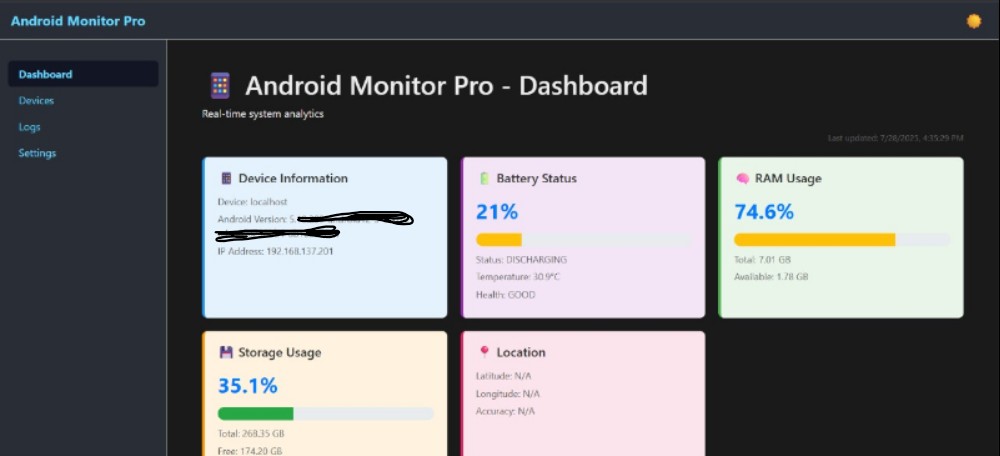 Android Monitor Pro
Dashboard
Devices
Logs
Settings
Android Monitor Pro - Dashboard
Real-time system analytics
Last updated: 7/26/2025, 4:35:29 PM
Device Information
Device: localhost
Android Version: 5.
IP Address: 192.168.137.201
Battery Status
21%
Status: DISCHARGING
Temperature: 30.9°C
Health: GOOD
RAM Usage
74.6%
Total: 7.01 GB
Available: 1.78 GB
Storage Usage
35.1%
Total: 268.35 GB
Free: 174.20 GB
Location
Latitude: N/A
Longitude: N/A
Accuracy: N/A